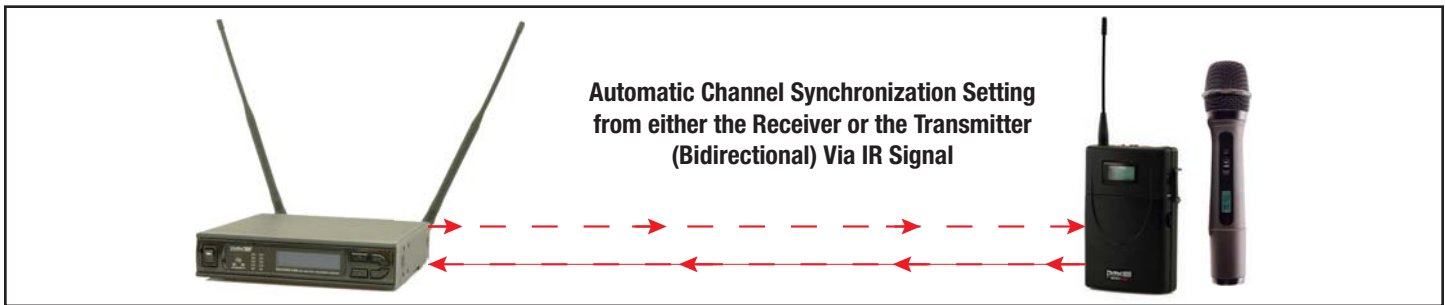 Automatic Channel Synchronization Setting
from either the Receiver or the Transmitter
(Bidirectional) Via IR Signal